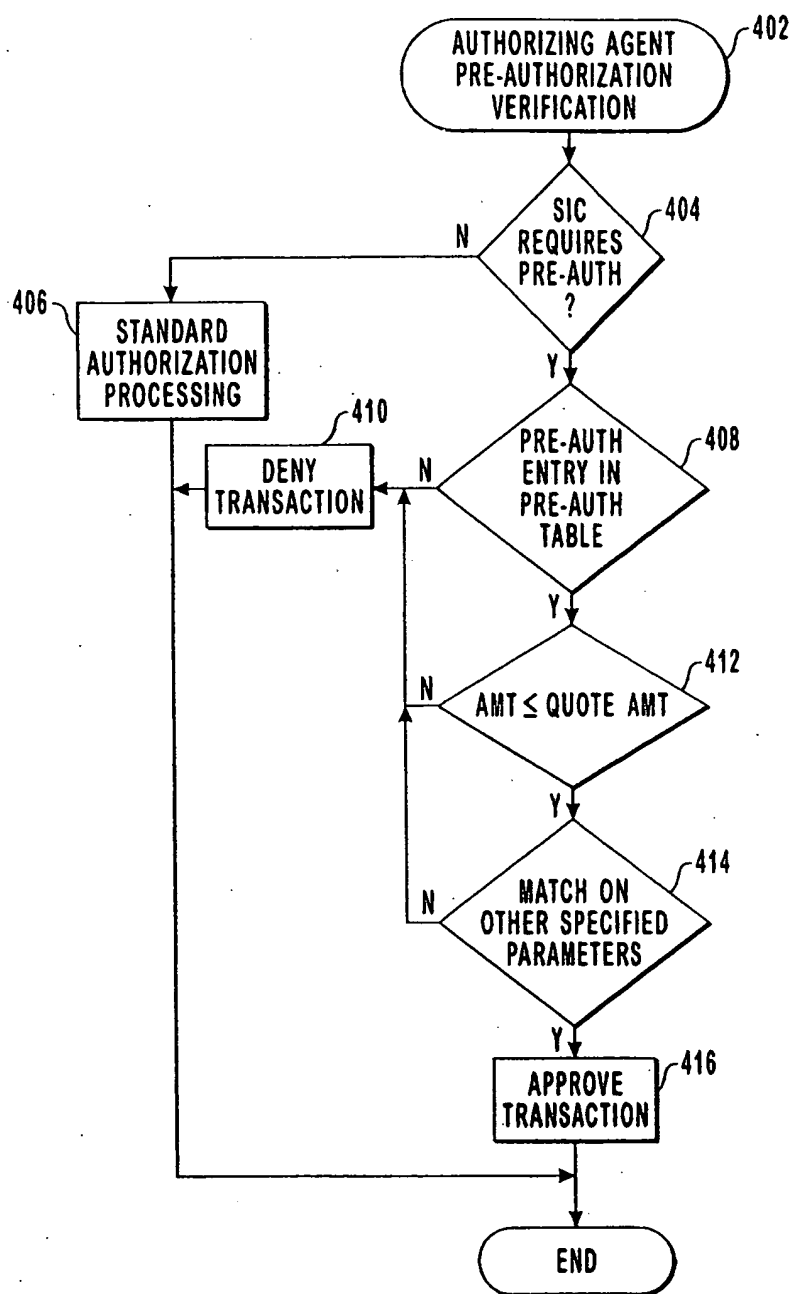 AUTHORIZING AGENT
PRE-AUTHORIZATION
VERIFICATION
402
SIC
REQUIRES
PRE-AUTH
?
404
N
Y
406
STANDARD
AUTHORIZATION
PROCESSING
410
DENY
TRANSACTION
N
PRE-AUTH
ENTRY IN
PRE-AUTH
TABLE
408
Y
N
AMT ≤ QUOTE AMT
412
Y
N
MATCH ON
OTHER SPECIFIED
PARAMETERS
414
Y
APPROVE
TRANSACTION
416
END